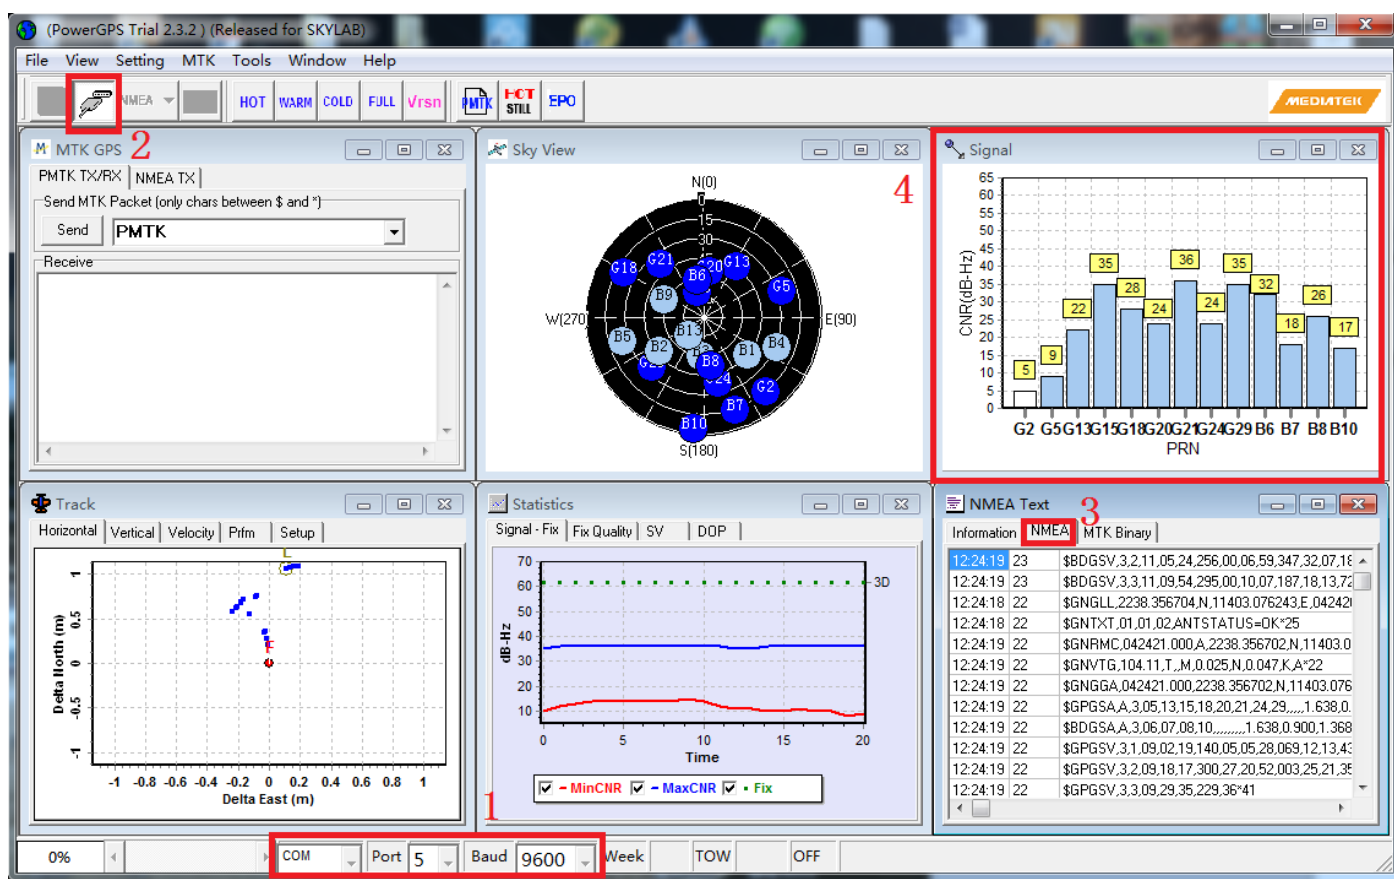 (PowerGPS Trial 2.3.2 ) (Released for SKYLAB)
File View Setting MTK Tools Window Help
NMEA HOT WARM COLD FULL Vrsn PMTK STILL EPO MEDIATEK
2
MTK GPS
PMTK TX/RX NMEA TX
Send MTK Packet (only chars between $ and *)
Send PMTK
Receive
Sky View
4
N(0)
15
30
G18 G21 B6 G20 G13
B9 G5
W(270) E(90)
B5 B2 B13 B1 B4
B8
G24 G2
B7
B10
S(180)
Signal
CNR(dB-Hz)
65
60
55
50
45
40
35
30
25
20
15
10
5
0
5 9 22 35 28 24 36 24 35 32 18 26 17
G2 G5 G13 G15 G18 G20 G21 G24 G29 B6 B7 B8 B10
PRN
Track
Horizontal Vertical Velocity Prfm Setup
Delta North (m)
1
0.5
0
-0.5
-1
-1 -0.8 -0.6 -0.4 -0.2 0 0.2 0.4 0.6 0.8 1
Delta East (m)
Statistics
Signal - Fix Fix Quality SV DOP
dB-Hz
70
60
50
40
30
20
10
3D
0 5 10 15 20
Time
MinCNR MaxCNR Fix
1
NMEA Text
3
Information NMEA MTK Binary
12:24:19 23 $BDGSV,3,2,11,05,24,256,00,06,59,347,32,07,18
12:24:19 23 $BDGSV,3,3,11,09,54,295,00,10,07,187,18,13,72
12:24:18 22 $GNGLL,2238.356704,N,11403.076243,E,04242
12:24:18 22 $GNTXT,01,01,02,ANTSTATUS=OK*25
12:24:19 22 $GNRMC,042421.000,A,2238.356702,N,11403.0
12:24:19 22 $GNVTG,104.11,T,,M,0.025,N,0.047,K,A*22
12:24:19 22 $GNGGA,042421.000,2238.356702,N,11403.076
12:24:19 22 $GPGSA,A,3,05,13,15,18,20,21,24,29,,,,,1.638,0.
12:24:19 22 $BDGSA,A,3,06,07,08,10,,,,,,,,,1.638,0.900,1.368
12:24:19 22 $GPGSV,3,1,09,02,19,140,05,05,28,069,12,13,43
12:24:19 22 $GPGSV,3,2,09,18,17,300,27,20,52,003,25,21,35
12:24:19 22 $GPGSV,3,3,09,29,35,229,36*41
0% COM Port 5 Baud 9600 Week TOW OFF